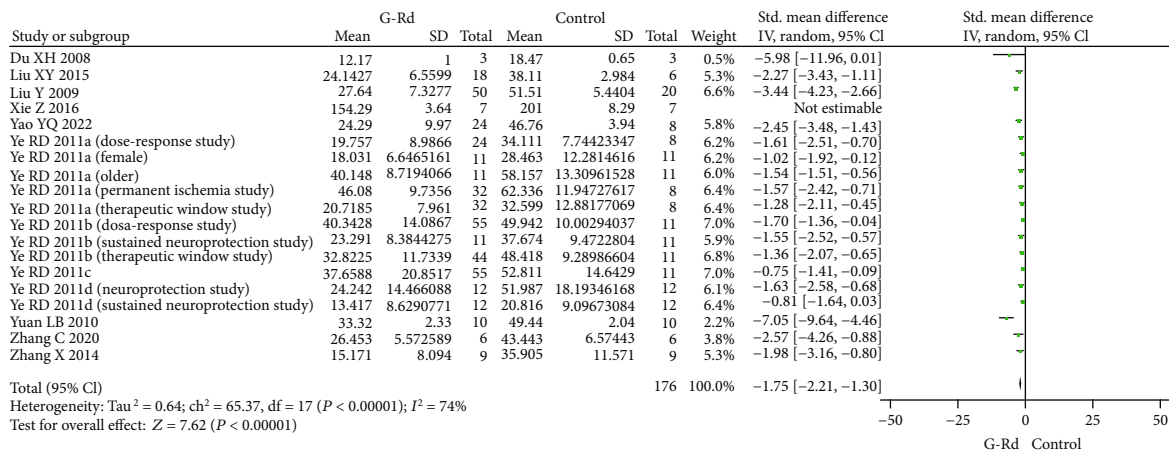 G-Rd Control Std. mean difference Std. mean difference
Study or subgroup Mean SD Total Mean SD Total Weight IV, random, 95% CI IV, random, 95% CI
Du XH 2008 12.17 1 3 18.47 0.65 3 0.5% −5.98 [−11.96, 0.01]
Liu XY 2015 24.1427 6.5599 18 38.11 2.984 6 5.3% −2.27 [−3.43, −1.11]
Liu Y 2009 27.64 7.3277 50 51.51 5.4404 20 6.6% −3.44 [−4.23, −2.66]
Xie Z 2016 154.29 3.64 7 201 8.29 7 Not estimable
Yao YQ 2022 24.29 9.97 24 46.76 3.94 8 5.8% −2.45 [−3.48, −1.43]
Ye RD 2011a (dose-response study) 19.757 8.9866 24 34.111 7.74423347 8 6.2% −1.61 [−2.51, −0.70]
Ye RD 2011a (female) 18.031 6.6465161 11 28.463 12.2814616 11 6.2% −1.02 [−1.92, −0.12]
Ye RD 2011a (older) 40.148 8.7194066 11 58.157 13.30961528 11 6.0% −1.54 [−1.51, −0.56]
Ye RD 2011a (permanent ischemia study) 46.08 9.7356 32 62.336 11.94727617 8 6.4% −1.57 [−2.42, −0.71]
Ye RD 2011a (therapeutic window study) 20.7185 7.961 32 32.599 12.88177069 8 6.4% −1.28 [−2.11, −0.45]
Ye RD 2011b (dosa-response study) 40.3428 14.0867 55 49.942 10.00294037 11 7.0% −1.70 [−1.36, −0.04]
Ye RD 2011b (sustained neuroprotection study) 23.291 8.3844275 11 37.674 9.4722804 11 5.9% −1.55 [−2.52, −0.57]
Ye RD 2011b (therapeutic window study) 32.8225 11.7339 44 48.418 9.28986604 11 6.8% −1.36 [−2.07, −0.65]
Ye RD 2011c 37.6588 20.8517 55 52.811 14.6429 11 7.0% −0.75 [−1.41, −0.09]
Ye RD 2011d (neuroprotection study) 24.242 14.466088 12 51.987 18.19346168 12 5.9% −1.63 [−2.58, −0.68]
Ye RD 2011d (sustained neuroprotection study) 13.417 8.6290771 12 20.816 9.09673084 12 6.4% −0.81 [−1.64, 0.03]
Yuan LB 2010 33.32 2.33 10 49.44 2.04 10 2.2% −7.05 [−9.64, −4.46]
Zhang C 2020 26.453 5.572589 6 43.443 6.57443 6 3.8% −2.57 [−4.26, −0.88]
Zhang X 2014 15.171 8.094 9 35.905 11.571 9 5.3% −1.98 [−3.16, −0.80]
Total (95% CI) 176 100.0% −1.75 [−2.21, −1.30]
Heterogeneity: Tau² = 0.64; ch² = 65.37, df = 17 (P < 0.00001); I² = 74%
Test for overall effect: Z = 7.62 (P < 0.00001)
−50 −25 0 25 50
G-Rd Control